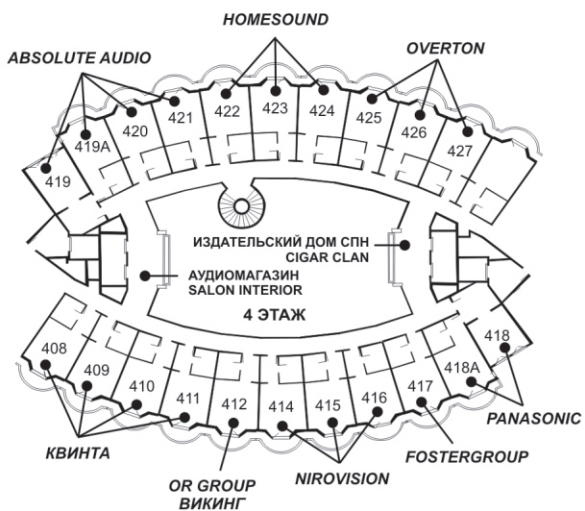 HOMESOUND
ABSOLUTE AUDIO
OVERTON
419
419A
420
421
422
423
424
425
426
427
ИЗДАТЕЛЬСКИЙ ДОМ СПН
CIGAR CLAN
АУДИОМАГАЗИН
SALON INTERIOR
4 ЭТАЖ
408
409
410
411
412
414
415
416
417
418A
418
КВИНТА
OR GROUP
ВИКИНГ
NIROVISION
FOSTERGROUP
PANASONIC